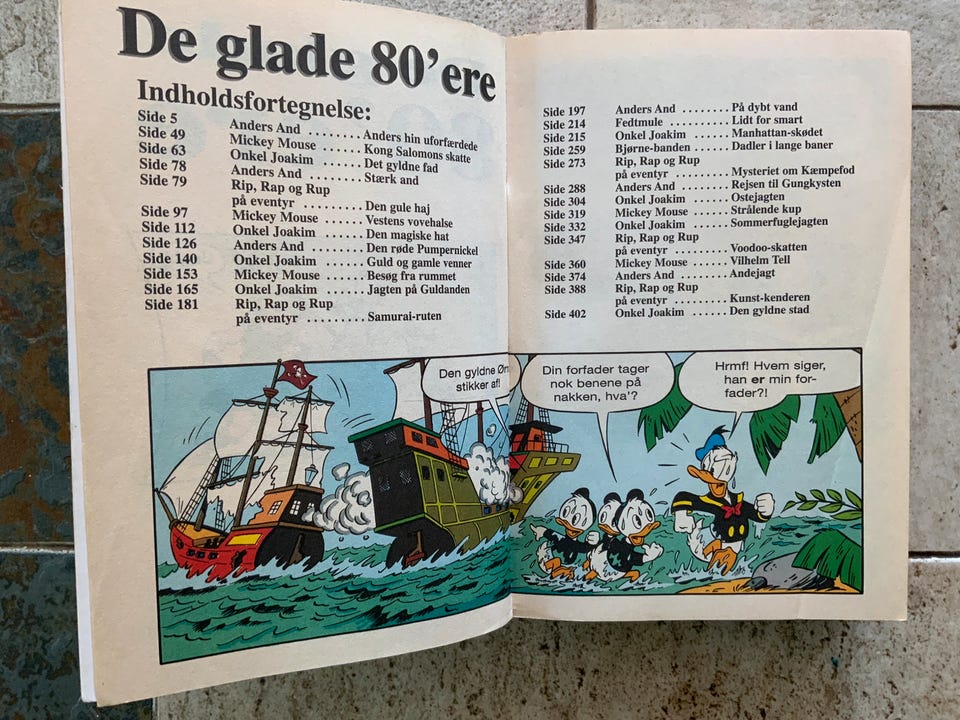 De glade 80'ere
Indholdsfortegnelse:
Side 5 Anders And ........ Anders hin uforfærdede
Side 49 Mickey Mouse ...... Kong Salomons skatte
Side 63 Onkel Joakim ...... Det gyldne fad
Side 78 Anders And ........ Stærk and
Side 79 Rip, Rap og Rup
på eventyr ......... Den gule haj
Side 97 Mickey Mouse ...... Vestens vovehalse
Side 112 Onkel Joakim ...... Den magiske hat
Side 126 Anders And ........ Den røde Pumpernickel
Side 140 Onkel Joakim ...... Guld og gamle venner
Side 153 Mickey Mouse ...... Besøg fra rummet
Side 165 Onkel Joakim ...... Jagten på Guldanden
Side 181 Rip, Rap og Rup
på eventyr ......... Samurai-ruten
Side 197 Anders And ........ På dybt vand
Side 214 Fedtmule .......... Lidt for smart
Side 215 Onkel Joakim ...... Manhattan-skødet
Side 259 Bjørne-banden ..... Dadler i lange baner
Side 273 Rip, Rap og Rup
på eventyr ......... Mysteriet om Kæmpefod
Side 288 Anders And ........ Rejsen til Gungkysten
Side 304 Onkel Joakim ...... Ostejagten
Side 319 Mickey Mouse ...... Strålende kup
Side 332 Onkel Joakim ...... Sommerfuglejagten
Side 347 Rip, Rap og Rup
på eventyr ......... Voodoo-skatten
Side 360 Mickey Mouse ...... Vilhelm Tell
Side 374 Anders And ........ Andejagt
Side 388 Rip, Rap og Rup
på eventyr ......... Kunst-kenderen
Side 402 Onkel Joakim ...... Den gyldne stad
Den gyldne
stikker af!
Din forfader tager
nok benene på
nakken, hva'?
Hrmf! Hvem siger,
han er min for-
fader?!